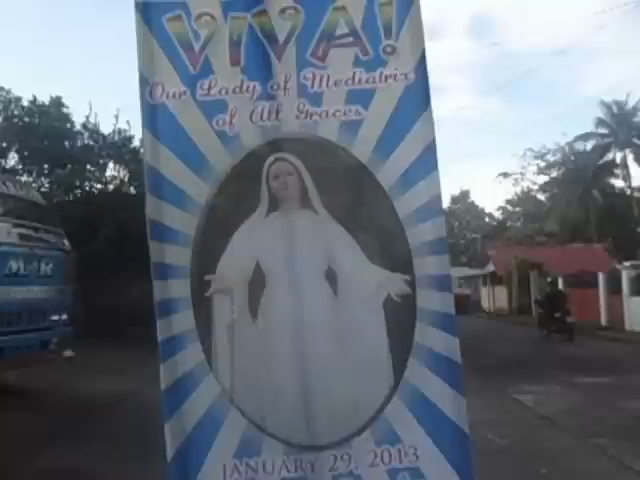 VIVA!
Our Lady of Mediatrix
of All Graces
JANUARY 29, 2013